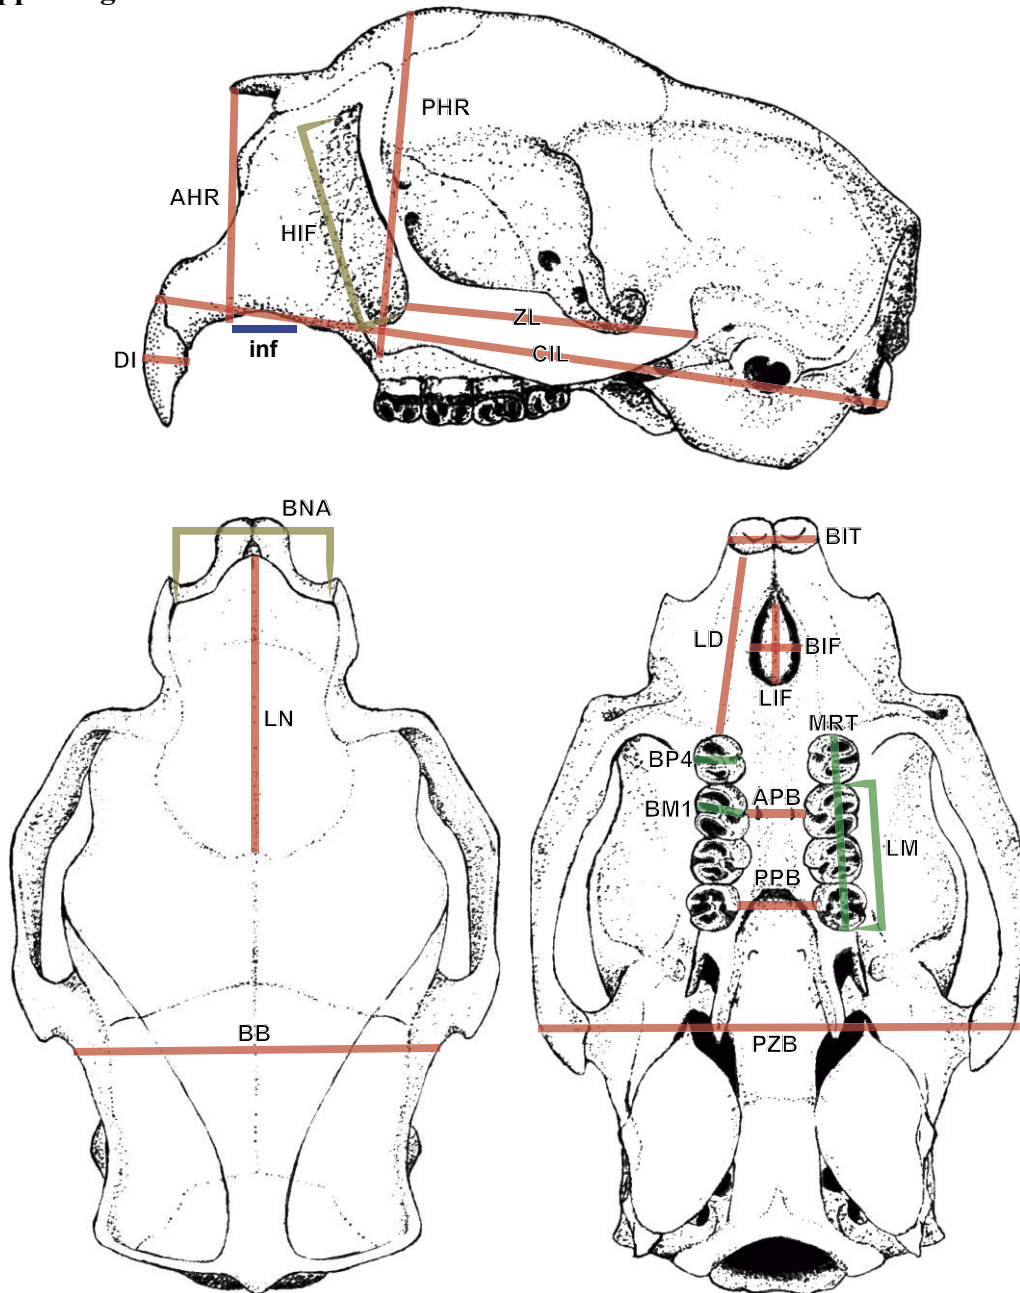 PHR
AHR
HIF
ZL
CIL
DI
inf
BNA
BIT
LD
BIF
LN
LIF
MRT
BP4
APB
BM1
LM
PPB
BB
PZB